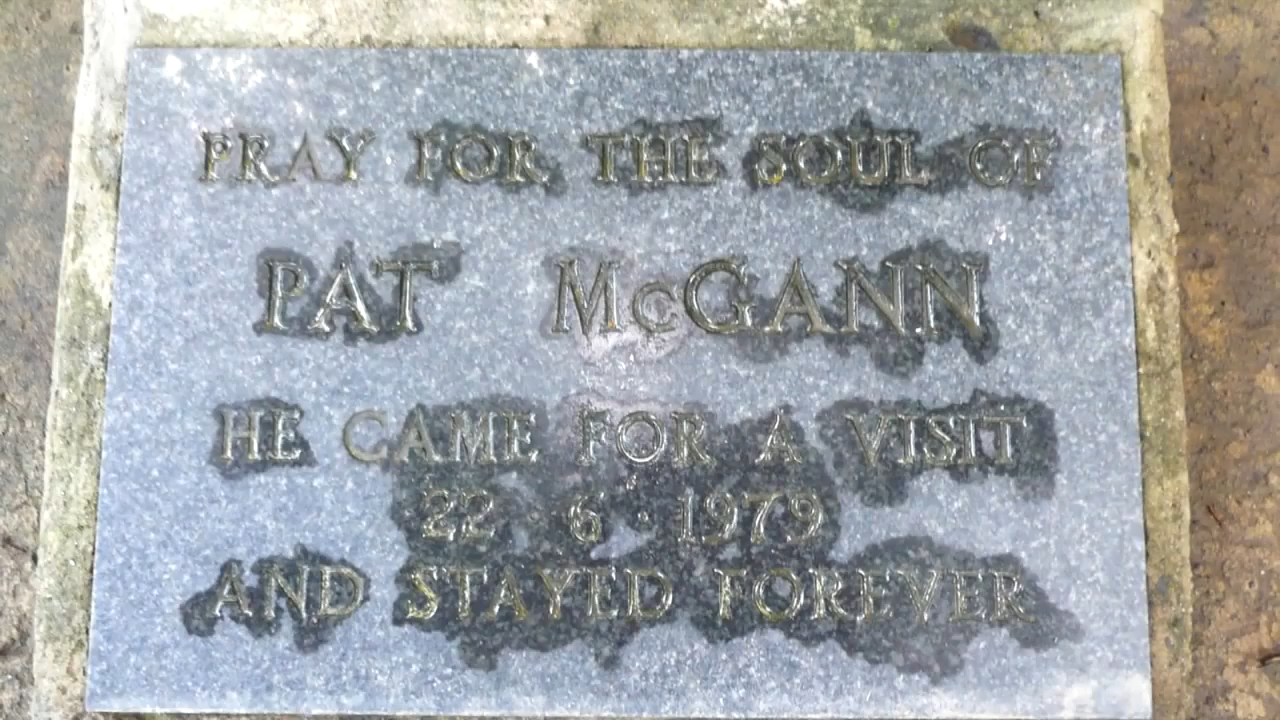 PRAY FOR THE SOUL OF
PAT McGANN
HE CAME FOR A VISIT
22 · 6 · 1979
AND STAYED FOREVER